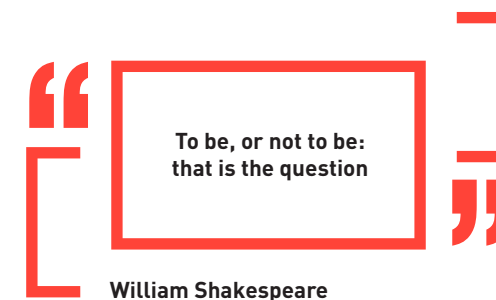 “
To be, or not to be:
that is the question
”
William Shakespeare